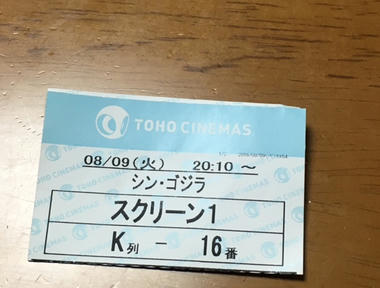 TOHO CINEMAS
08/09(火) 20:10 ～
シン・ゴジラ
スクリーン1
K列 － 16番